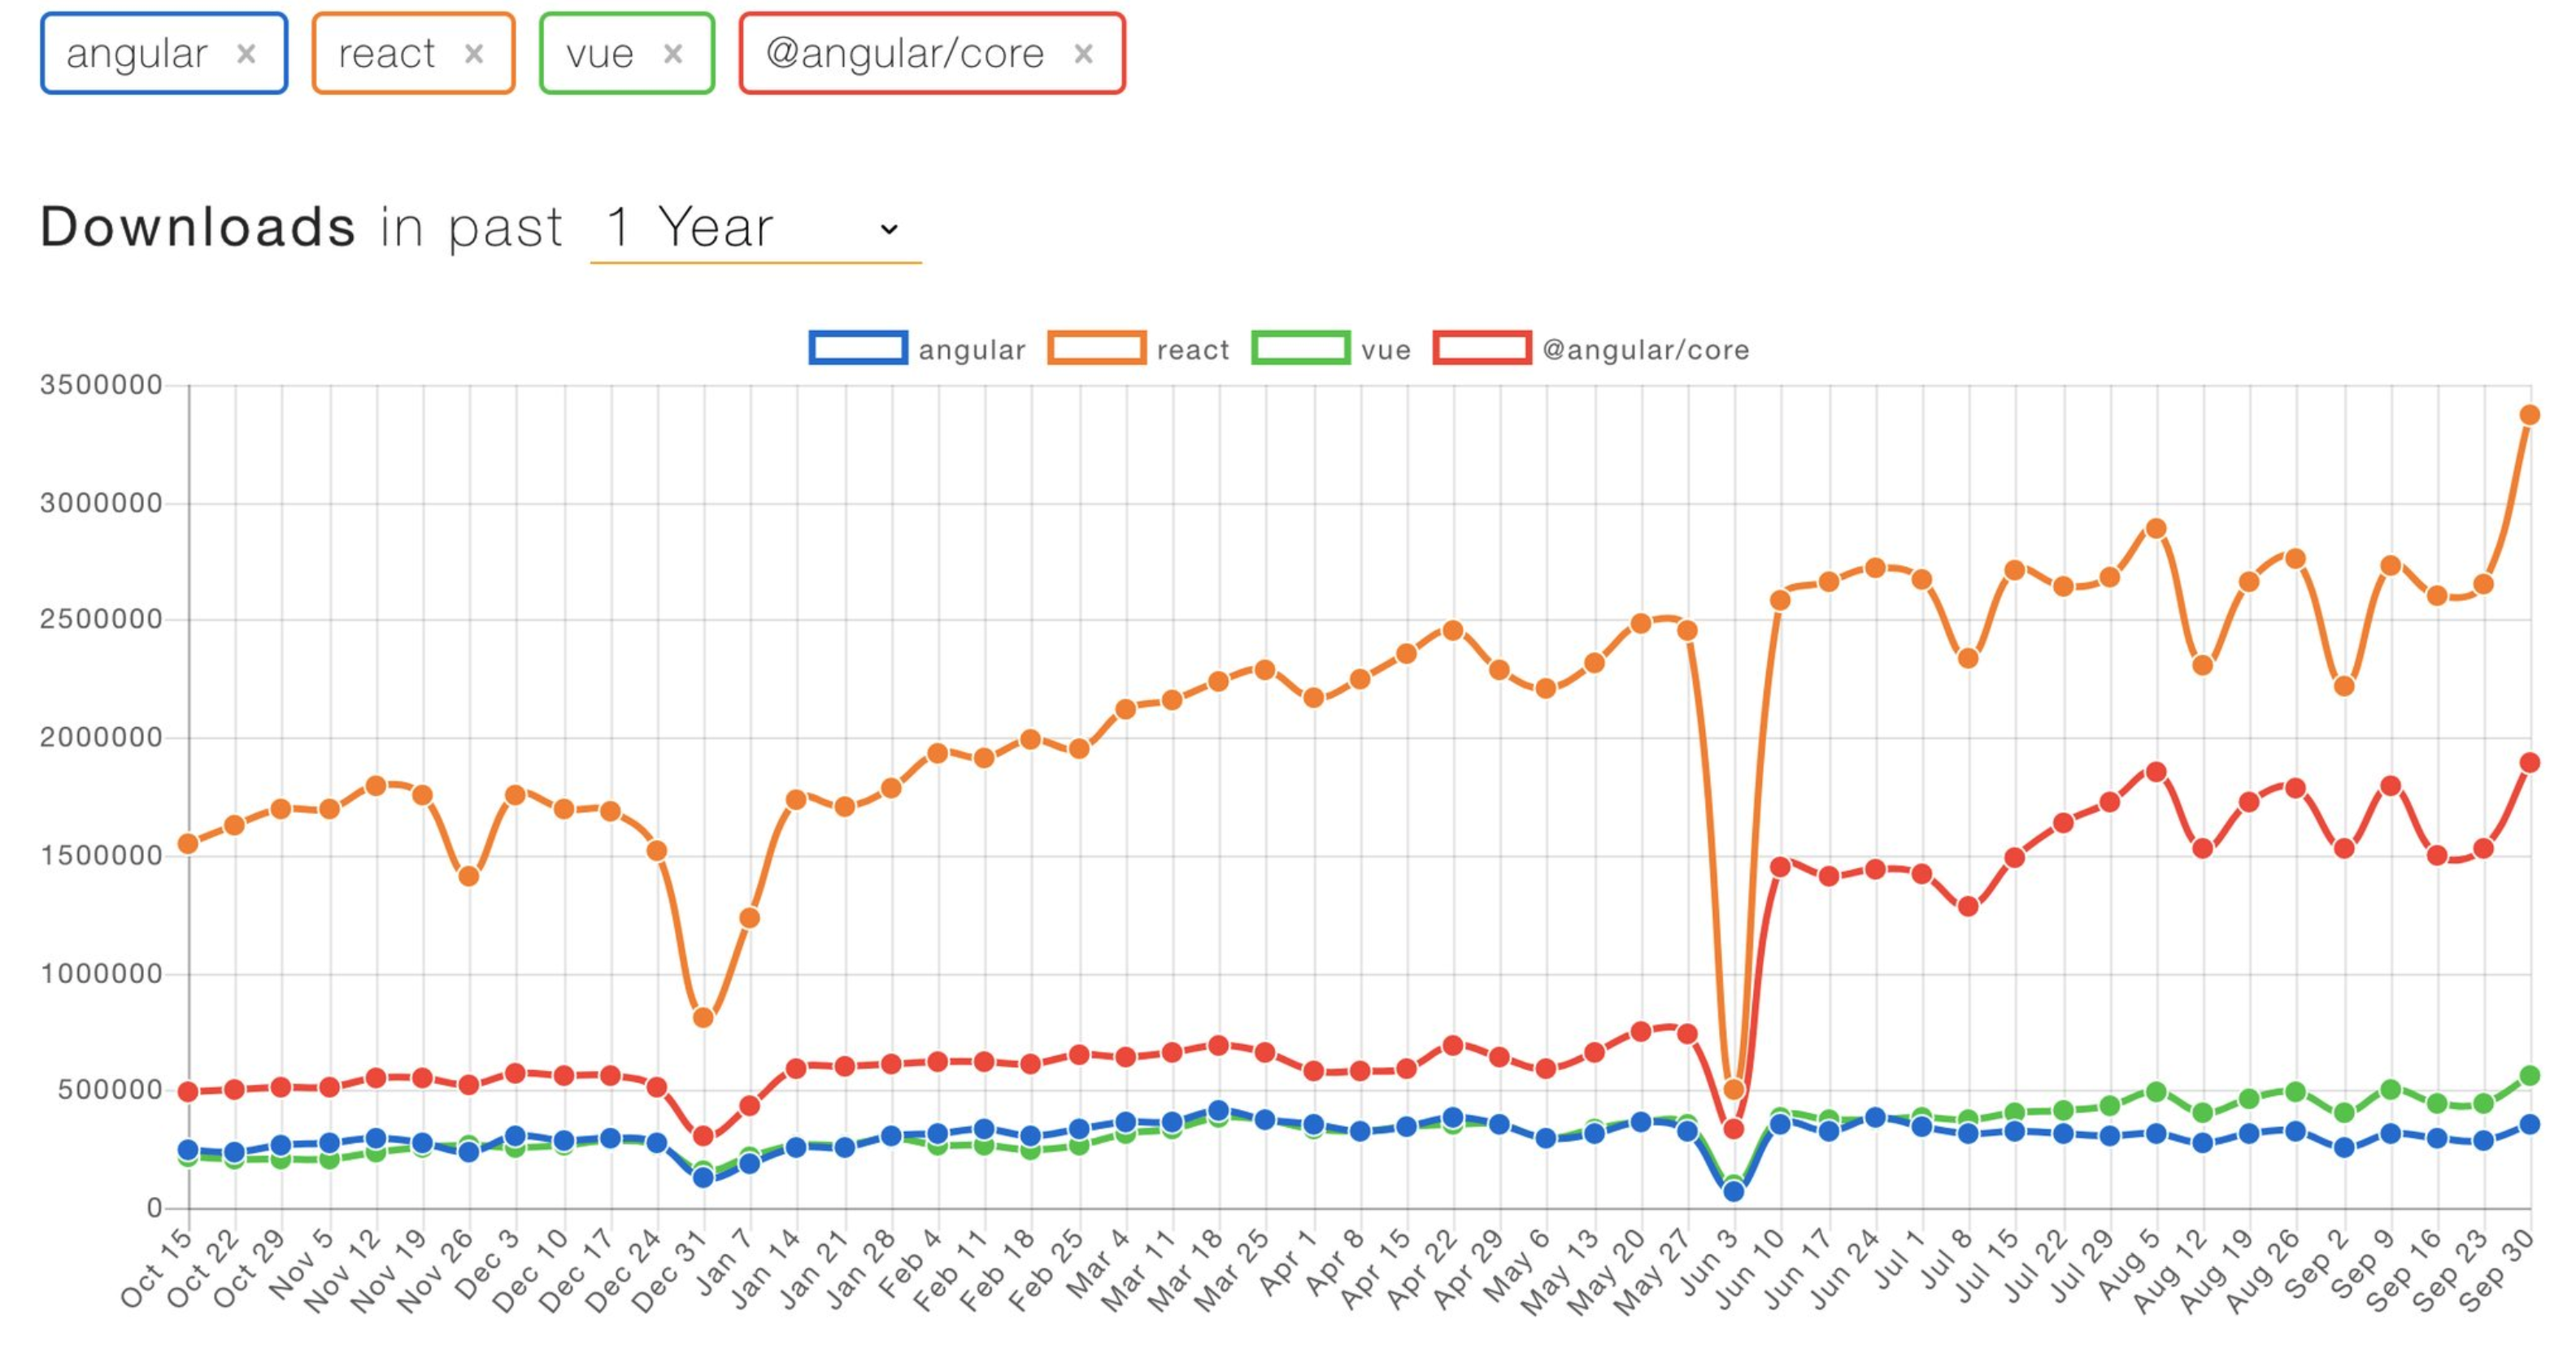 angular × react × vue × @angular/core ×
Downloads in past 1 Year
angular react vue @angular/core
3500000
3000000
2500000
2000000
1500000
1000000
500000
0
Oct 15 Oct 22 Oct 29 Nov 5 Nov 12 Nov 19 Nov 26 Dec 3 Dec 10 Dec 17 Dec 24 Dec 31 Jan 7 Jan 14 Jan 21 Jan 28 Feb 4 Feb 11 Feb 18 Feb 25 Mar 4 Mar 11 Mar 18 Mar 25 Apr 1 Apr 8 Apr 15 Apr 22 Apr 29 May 6 May 13 May 20 May 27 Jun 3 Jun 10 Jun 17 Jun 24 Jul 1 Jul 8 Jul 15 Jul 22 Jul 29 Aug 5 Aug 12 Aug 19 Aug 26 Sep 2 Sep 9 Sep 16 Sep 23 Sep 30